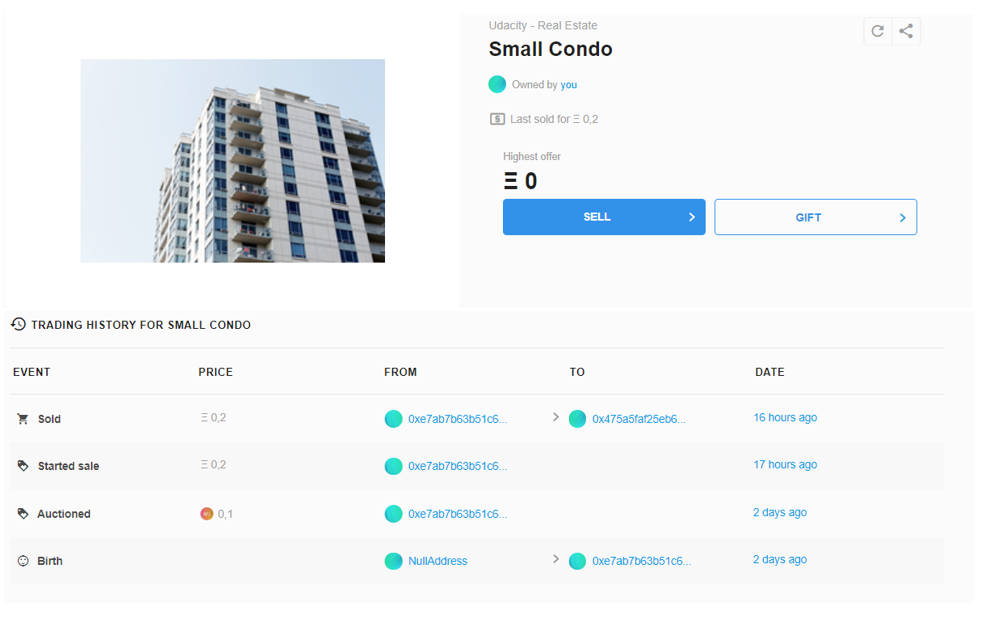 Udacity - Real Estate
Small Condo
Owned by you
Last sold for Ξ 0,2
Highest offer
Ξ 0
SELL
GIFT
TRADING HISTORY FOR SMALL CONDO
EVENT PRICE FROM TO DATE
Sold Ξ 0,2 0xe7ab7b63b51c6... 0x475a5faf25eb6... 16 hours ago
Started sale Ξ 0,2 0xe7ab7b63b51c6... 17 hours ago
Auctioned 0,1 0xe7ab7b63b51c6... 2 days ago
Birth NullAddress 0xe7ab7b63b51c6... 2 days ago